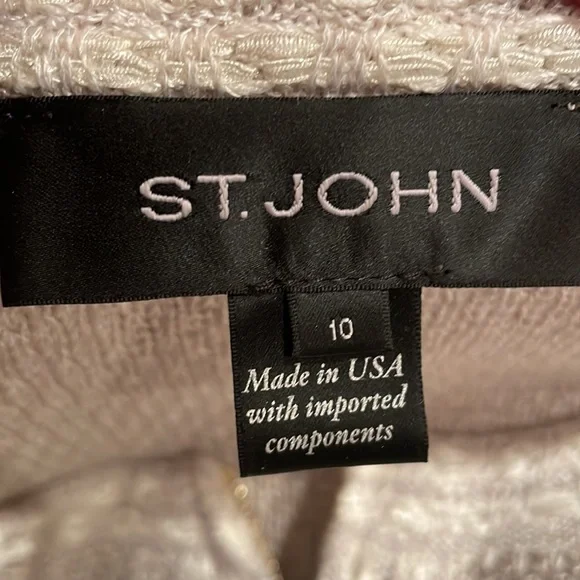 ST. JOHN
10
Made in USA
with imported
components